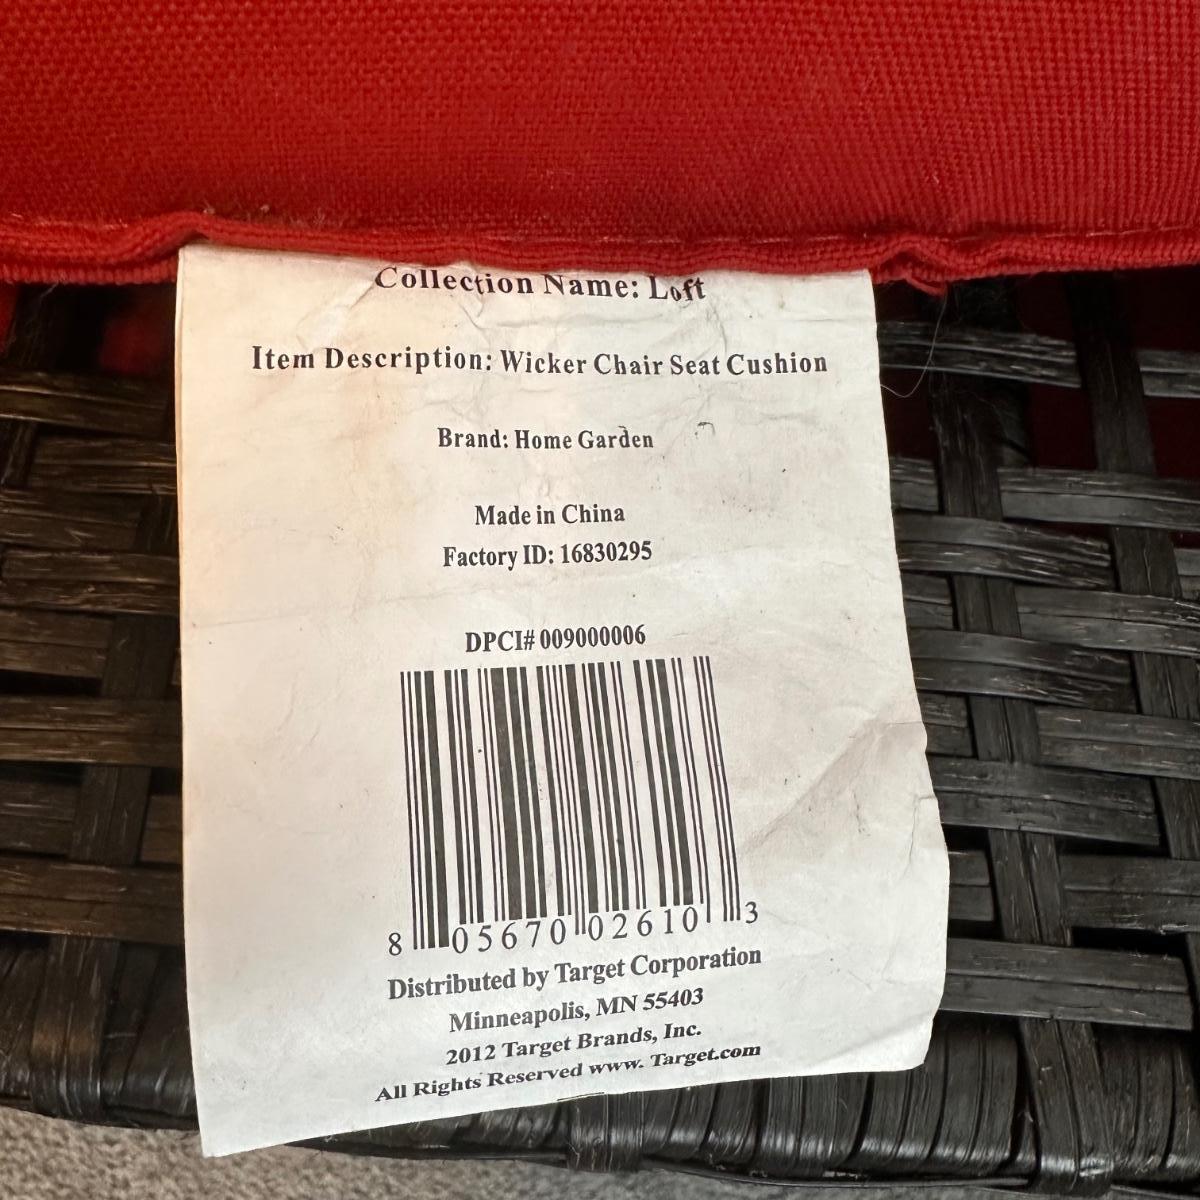 Collection Name: Loft
Item Description: Wicker Chair Seat Cushion
Brand: Home Garden
Made in China
Factory ID: 16830295
DPCI# 009000006
8 05670 02610 3
Distributed by Target Corporation
Minneapolis, MN 55403
2012 Target Brands, Inc.
All Rights Reserved www. Target.com